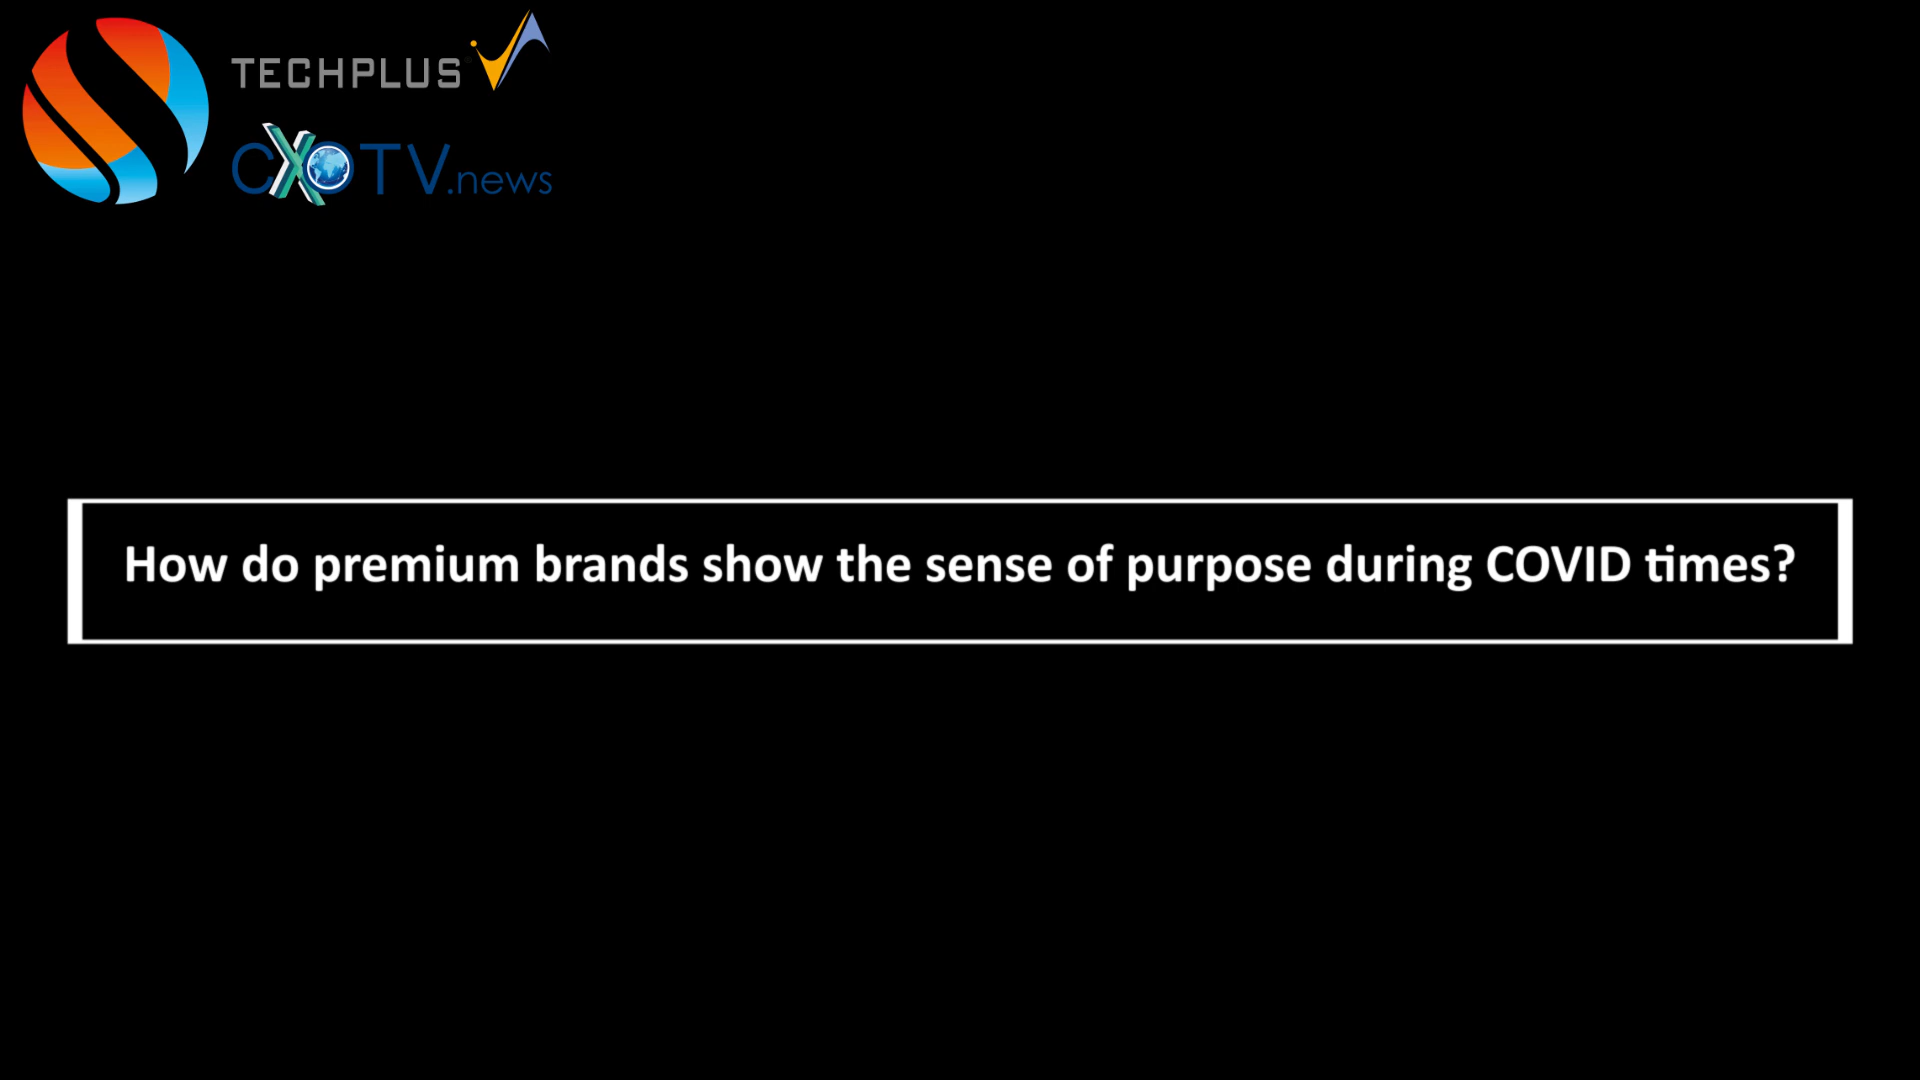 TECHPLUS
CXOTV.news
How do premium brands show the sense of purpose during COVID times?